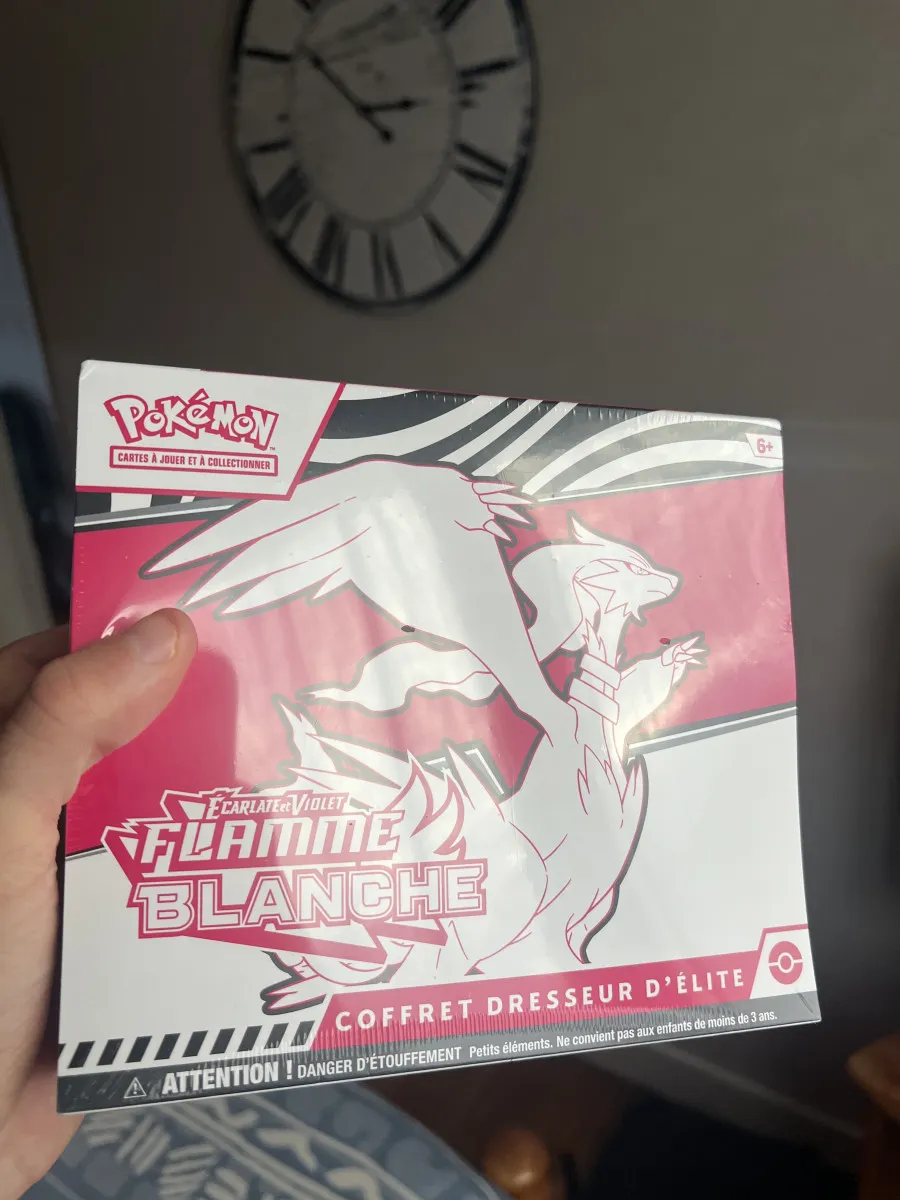 POKéMON™
CARTES À JOUER ET À COLLECTIONNER
6+
ÉCARLATE et VIOLET
FLAMME
BLANCHE
COFFRET DRESSEUR D'ÉLITE
ATTENTION ! DANGER D'ÉTOUFFEMENT Petits éléments. Ne convient pas aux enfants de moins de 3 ans.